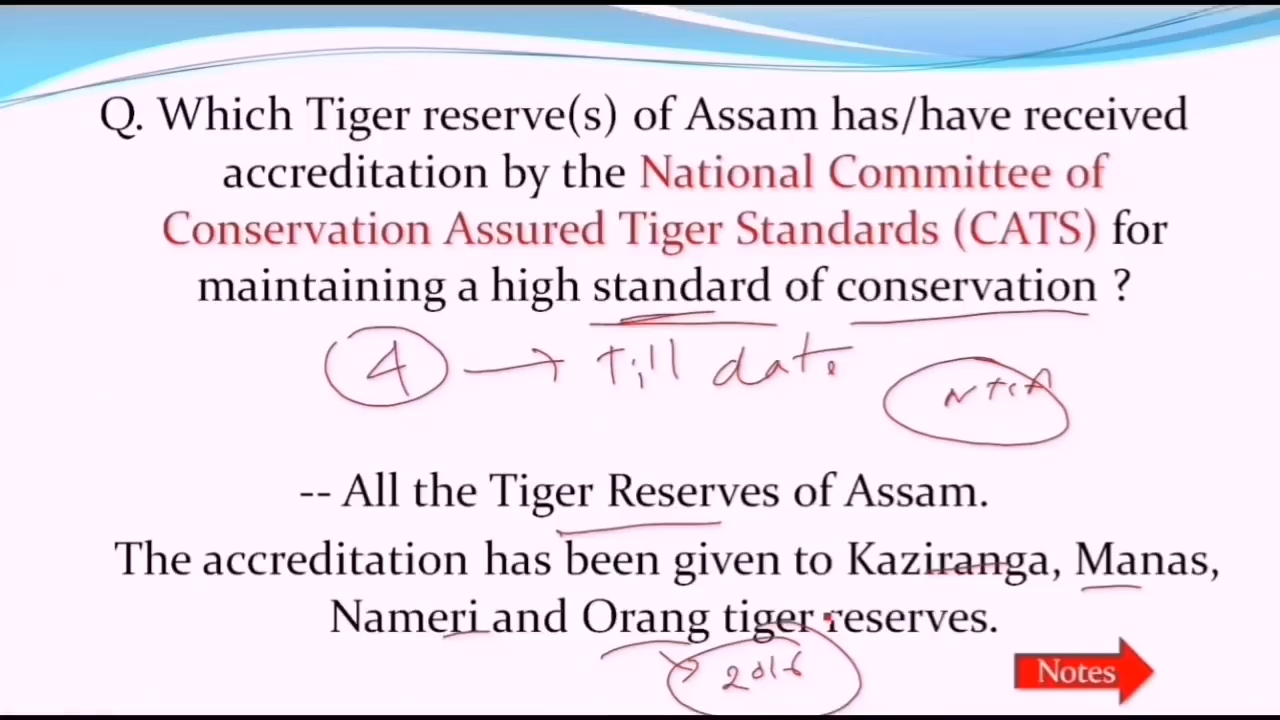 Q. Which Tiger reserve(s) of Assam has/have received
accreditation by the National Committee of
Conservation Assured Tiger Standards (CATS) for
maintaining a high standard of conservation ?
4 → Till date
NTCA
-- All the Tiger Reserves of Assam.
The accreditation has been given to Kaziranga, Manas,
Nameri and Orang tiger reserves.
2016
Notes